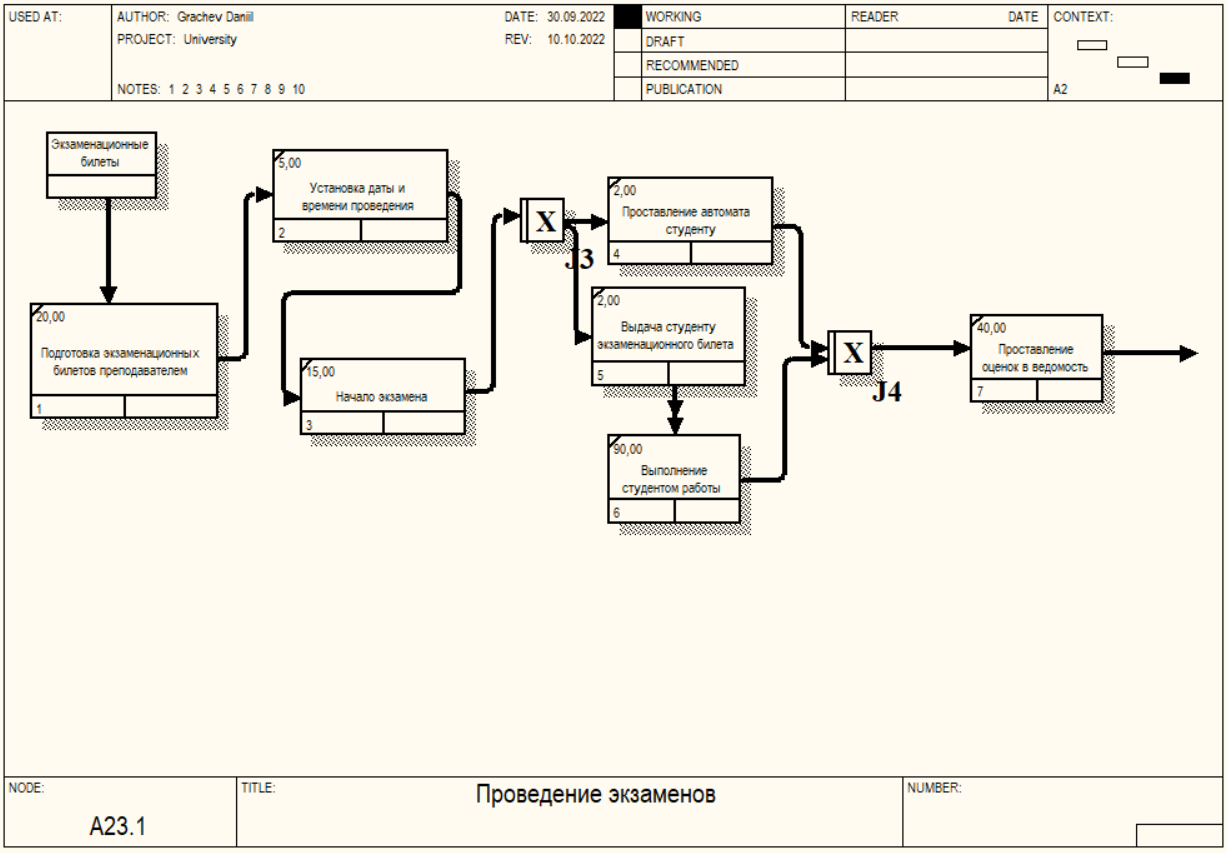 USED AT:
AUTHOR: Grachev Daniil
DATE: 30.09.2022
WORKING
READER
DATE
CONTEXT:
PROJECT: University
REV: 10.10.2022
DRAFT
RECOMMENDED
NOTES: 1 2 3 4 5 6 7 8 9 10
PUBLICATION
A2
Экзаменационные
билеты
20,00
Подготовка экзаменационных
билетов преподавателем
1
5,00
Установка даты и
времени проведения
2
15,00
Начало экзамена
3
X
J3
2,00
Проставление автомата
студенту
4
2,00
Выдача студенту
экзаменационного билета
5
90,00
Выполнение
студентом работы
6
X
J4
40,00
Проставление
оценок в ведомость
7
NODE:
A23.1
TITLE:
Проведение экзаменов
NUMBER: